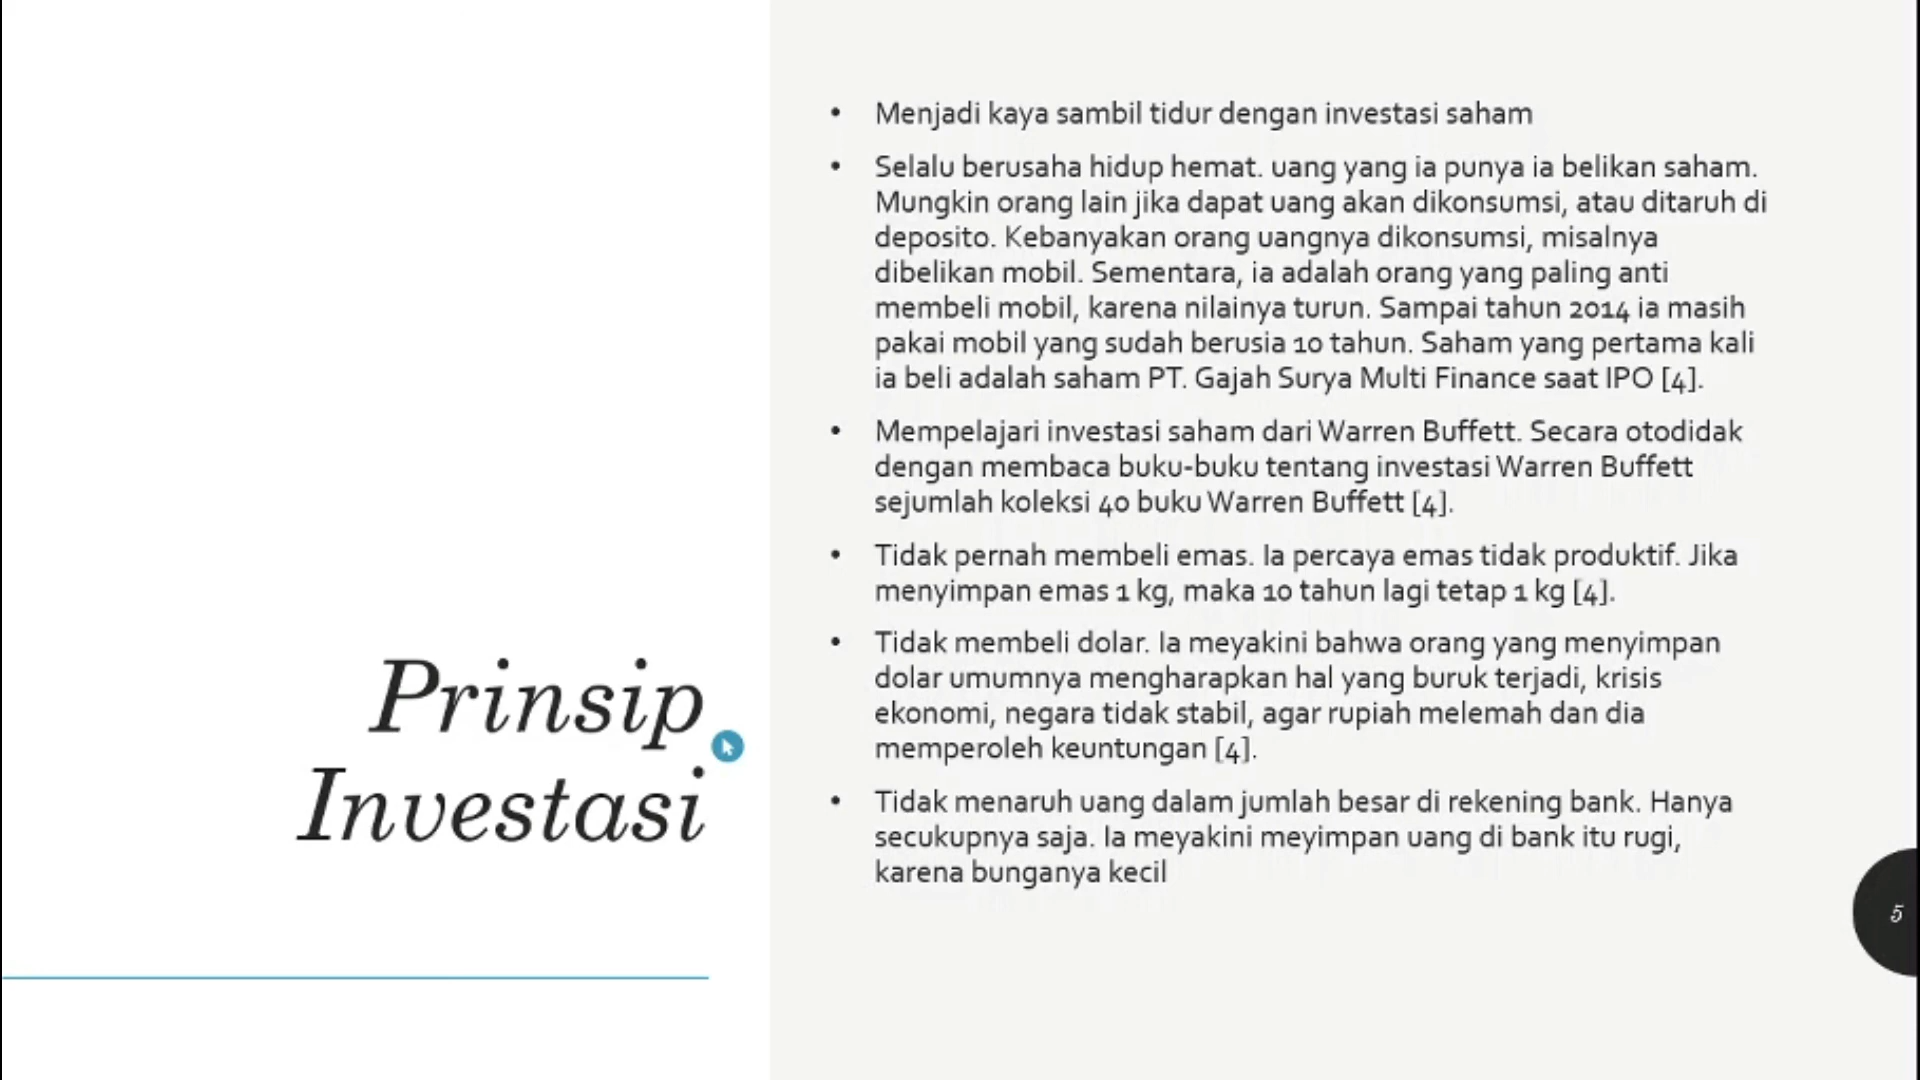 Prinsip
Investasi
• Menjadi kaya sambil tidur dengan investasi saham
• Selalu berusaha hidup hemat. uang yang ia punya ia belikan saham.
Mungkin orang lain jika dapat uang akan dikonsumsi, atau ditaruh di
deposito. Kebanyakan orang uangnya dikonsumsi, misalnya
dibelikan mobil. Sementara, ia adalah orang yang paling anti
membeli mobil, karena nilainya turun. Sampai tahun 2014 ia masih
pakai mobil yang sudah berusia 10 tahun. Saham yang pertama kali
ia beli adalah saham PT. Gajah Surya Multi Finance saat IPO [4].
• Mempelajari investasi saham dari Warren Buffett. Secara otodidak
dengan membaca buku-buku tentang investasi Warren Buffett
sejumlah koleksi 40 buku Warren Buffett [4].
• Tidak pernah membeli emas. Ia percaya emas tidak produktif. Jika
menyimpan emas 1 kg, maka 10 tahun lagi tetap 1 kg [4].
• Tidak membeli dolar. Ia meyakini bahwa orang yang menyimpan
dolar umumnya mengharapkan hal yang buruk terjadi, krisis
ekonomi, negara tidak stabil, agar rupiah melemah dan dia
memperoleh keuntungan [4].
• Tidak menaruh uang dalam jumlah besar di rekening bank. Hanya
secukupnya saja. Ia meyakini meyimpan uang di bank itu rugi,
karena bunganya kecil
5